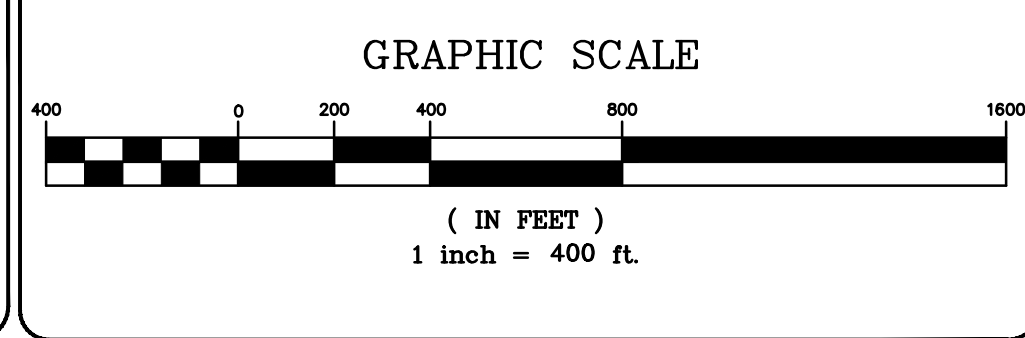 GRAPHIC SCALE
400 0 200 400 800 1600
( IN FEET )
1 inch = 400 ft.